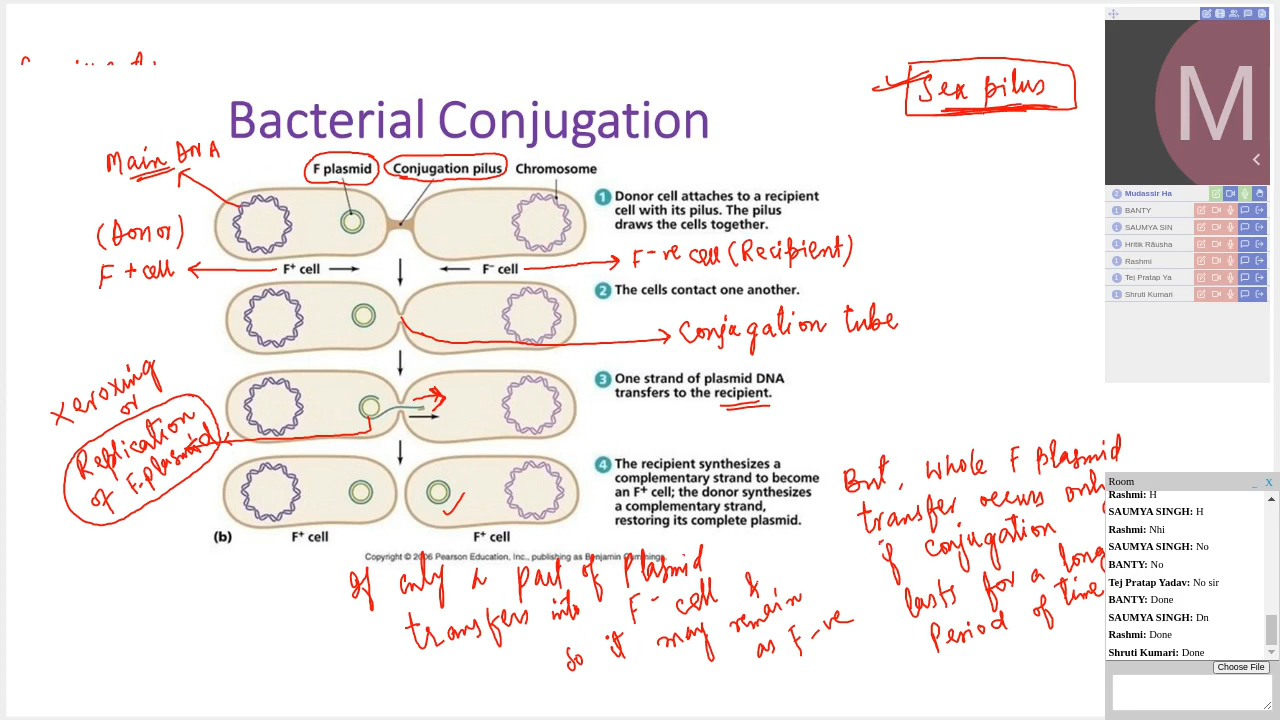 Sex pilus
Bacterial Conjugation
Main DNA
F plasmid
Conjugation pilus
Chromosome
1 Donor cell attaches to a recipient
cell with its pilus. The pilus
draws the cells together.
(Donor)
F + cell
F+ cell
F− cell
F-ve cell (Recipient)
2 The cells contact one another.
Conjugation tube
3 One strand of plasmid DNA
transfers to the recipient.
Xeroxing
or
Replication
of F.plasmid
4 The recipient synthesizes a
complementary strand to become
an F+ cell; the donor synthesizes
a complementary strand,
restoring its complete plasmid.
(b)
F+ cell
F+ cell
Copyright © 2006 Pearson Education, Inc., publishing as Benjamin Cummings.
If only a part of Plasmid
transfers into F- cell &
so it may remain
as F-ve
But, whole F plasmid
transfer occurs only
if conjugation
lasts for a long
Period of time
M
Mudassir Ha
BANTY
SAUMYA SIN
Hritik Räusha
Rashmi
Tej Pratap Ya
Shruti Kumari
Room
_ X
Rashmi: H
SAUMYA SINGH: H
Rashmi: Nhi
SAUMYA SINGH: No
BANTY: No
Tej Pratap Yadav: No sir
BANTY: Done
SAUMYA SINGH: Dn
Rashmi: Done
Shruti Kumari: Done
Choose File